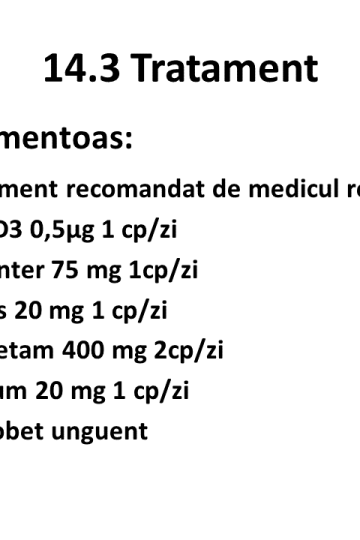 14.3 Tratament
mentoas:
ment recomandat de medicul re
D3 0,5µg 1 cp/zi
nter 75 mg 1cp/zi
s 20 mg 1 cp/zi
etam 400 mg 2cp/zi
um 20 mg 1 cp/zi
obet unguent